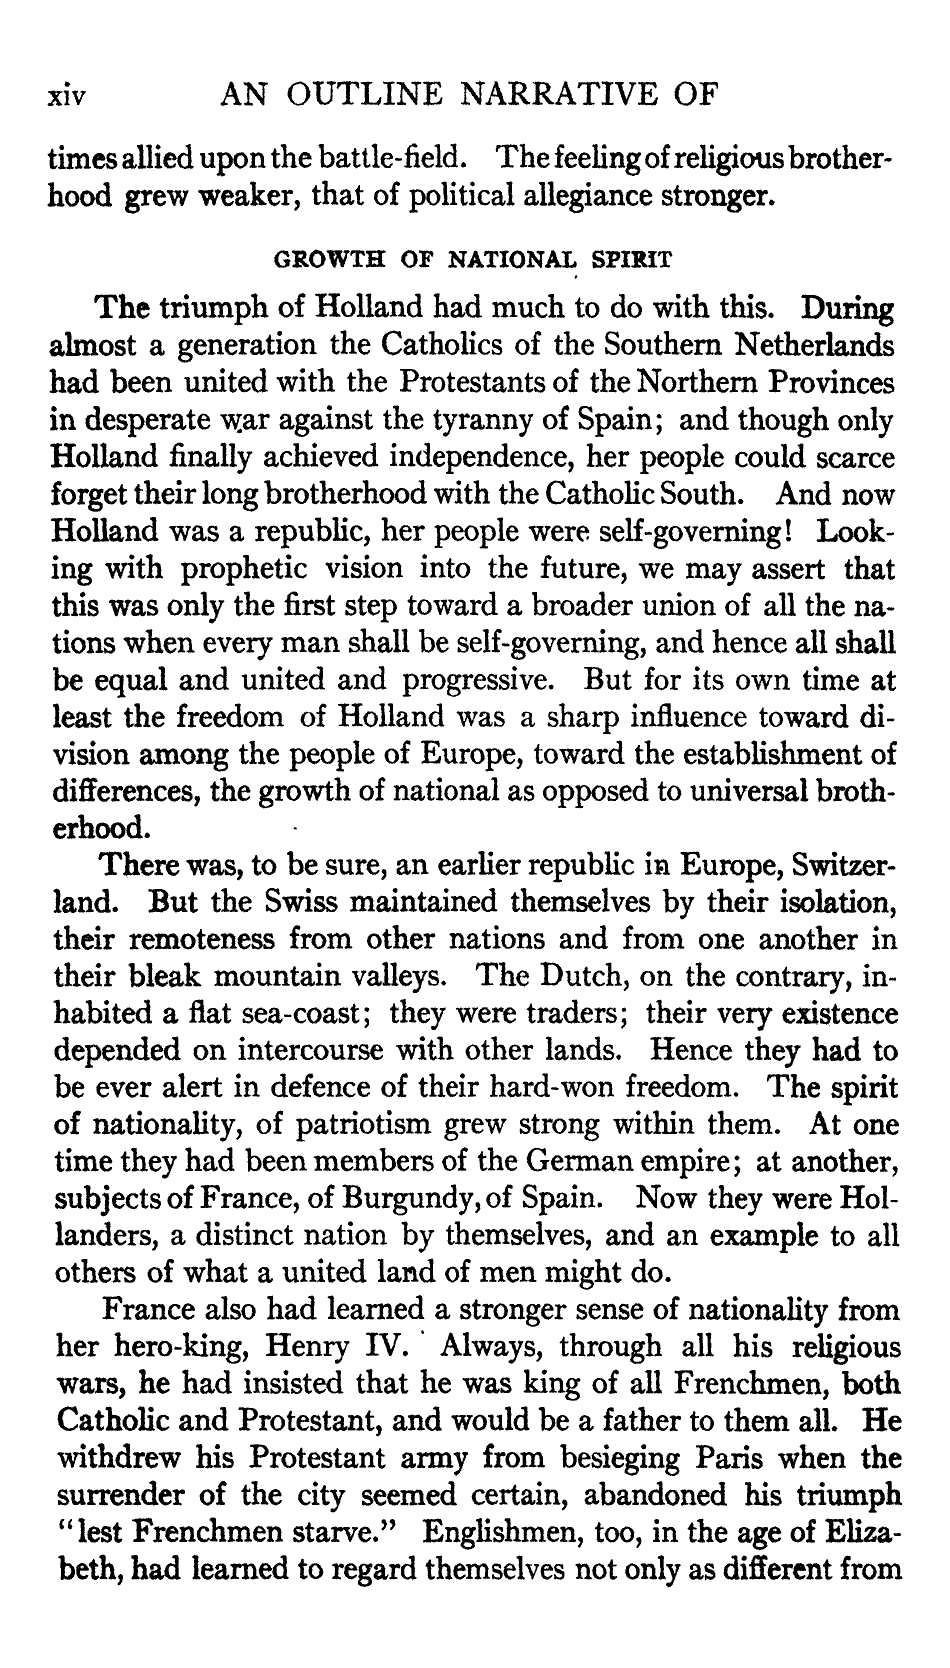 xiv AN OUTLINE NARRATIVE OF
times allied upon the battle-field. The feeling of religious brother-
hood grew weaker, that of political allegiance stronger.
GROWTH OF NATIONAL SPIRIT
The triumph of Holland had much to do with this. During
almost a generation the Catholics of the Southern Netherlands
had been united with the Protestants of the Northern Provinces
in desperate war against the tyranny of Spain; and though only
Holland finally achieved independence, her people could scarce
forget their long brotherhood with the Catholic South. And now
Holland was a republic, her people were self-governing! Look-
ing with prophetic vision into the future, we may assert that
this was only the first step toward a broader union of all the na-
tions when every man shall be self-governing, and hence all shall
be equal and united and progressive. But for its own time at
least the freedom of Holland was a sharp influence toward di-
vision among the people of Europe, toward the establishment of
differences, the growth of national as opposed to universal broth-
erhood.
There was, to be sure, an earlier republic in Europe, Switzer-
land. But the Swiss maintained themselves by their isolation,
their remoteness from other nations and from one another in
their bleak mountain valleys. The Dutch, on the contrary, in-
habited a flat sea-coast; they were traders; their very existence
depended on intercourse with other lands. Hence they had to
be ever alert in defence of their hard-won freedom. The spirit
of nationality, of patriotism grew strong within them. At one
time they had been members of the German empire; at another,
subjects of France, of Burgundy, of Spain. Now they were Hol-
landers, a distinct nation by themselves, and an example to all
others of what a united land of men might do.
France also had learned a stronger sense of nationality from
her hero-king, Henry IV. Always, through all his religious
wars, he had insisted that he was king of all Frenchmen, both
Catholic and Protestant, and would be a father to them all. He
withdrew his Protestant army from besieging Paris when the
surrender of the city seemed certain, abandoned his triumph
"lest Frenchmen starve." Englishmen, too, in the age of Eliza-
beth, had learned to regard themselves not only as different from